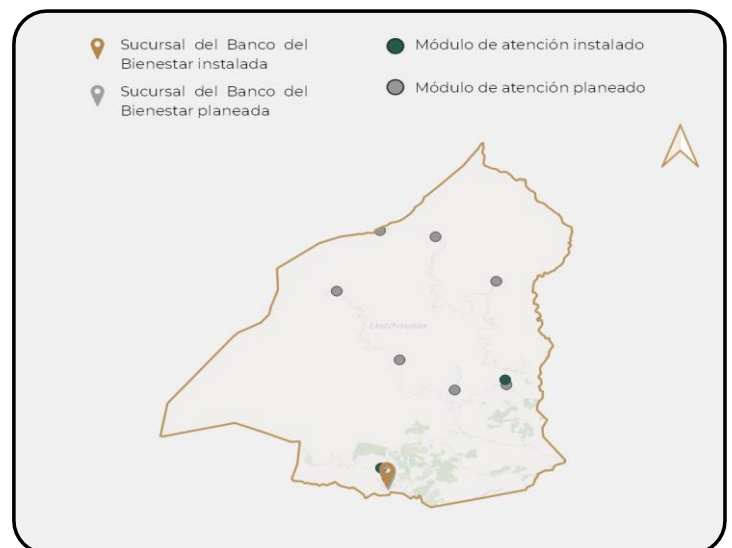 Sucursal del Banco del
Bienestar instalada
Sucursal del Banco del
Bienestar planeada
Módulo de atención instalado
Módulo de atención planeado
Chalchihuitán